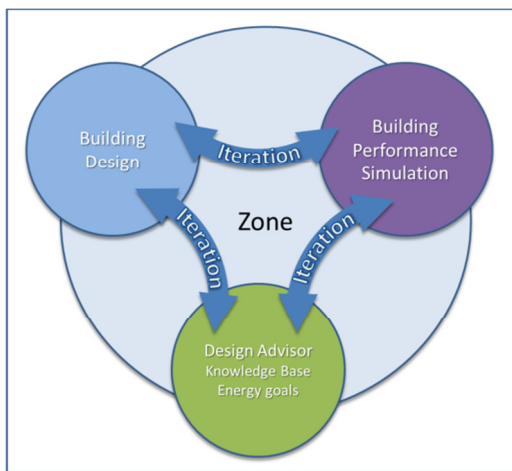 Building
Design
Iteration
Building
Performance
Simulation
Iteration
Zone
Iteration
Design Advisor
Knowledge Base
Energy goals